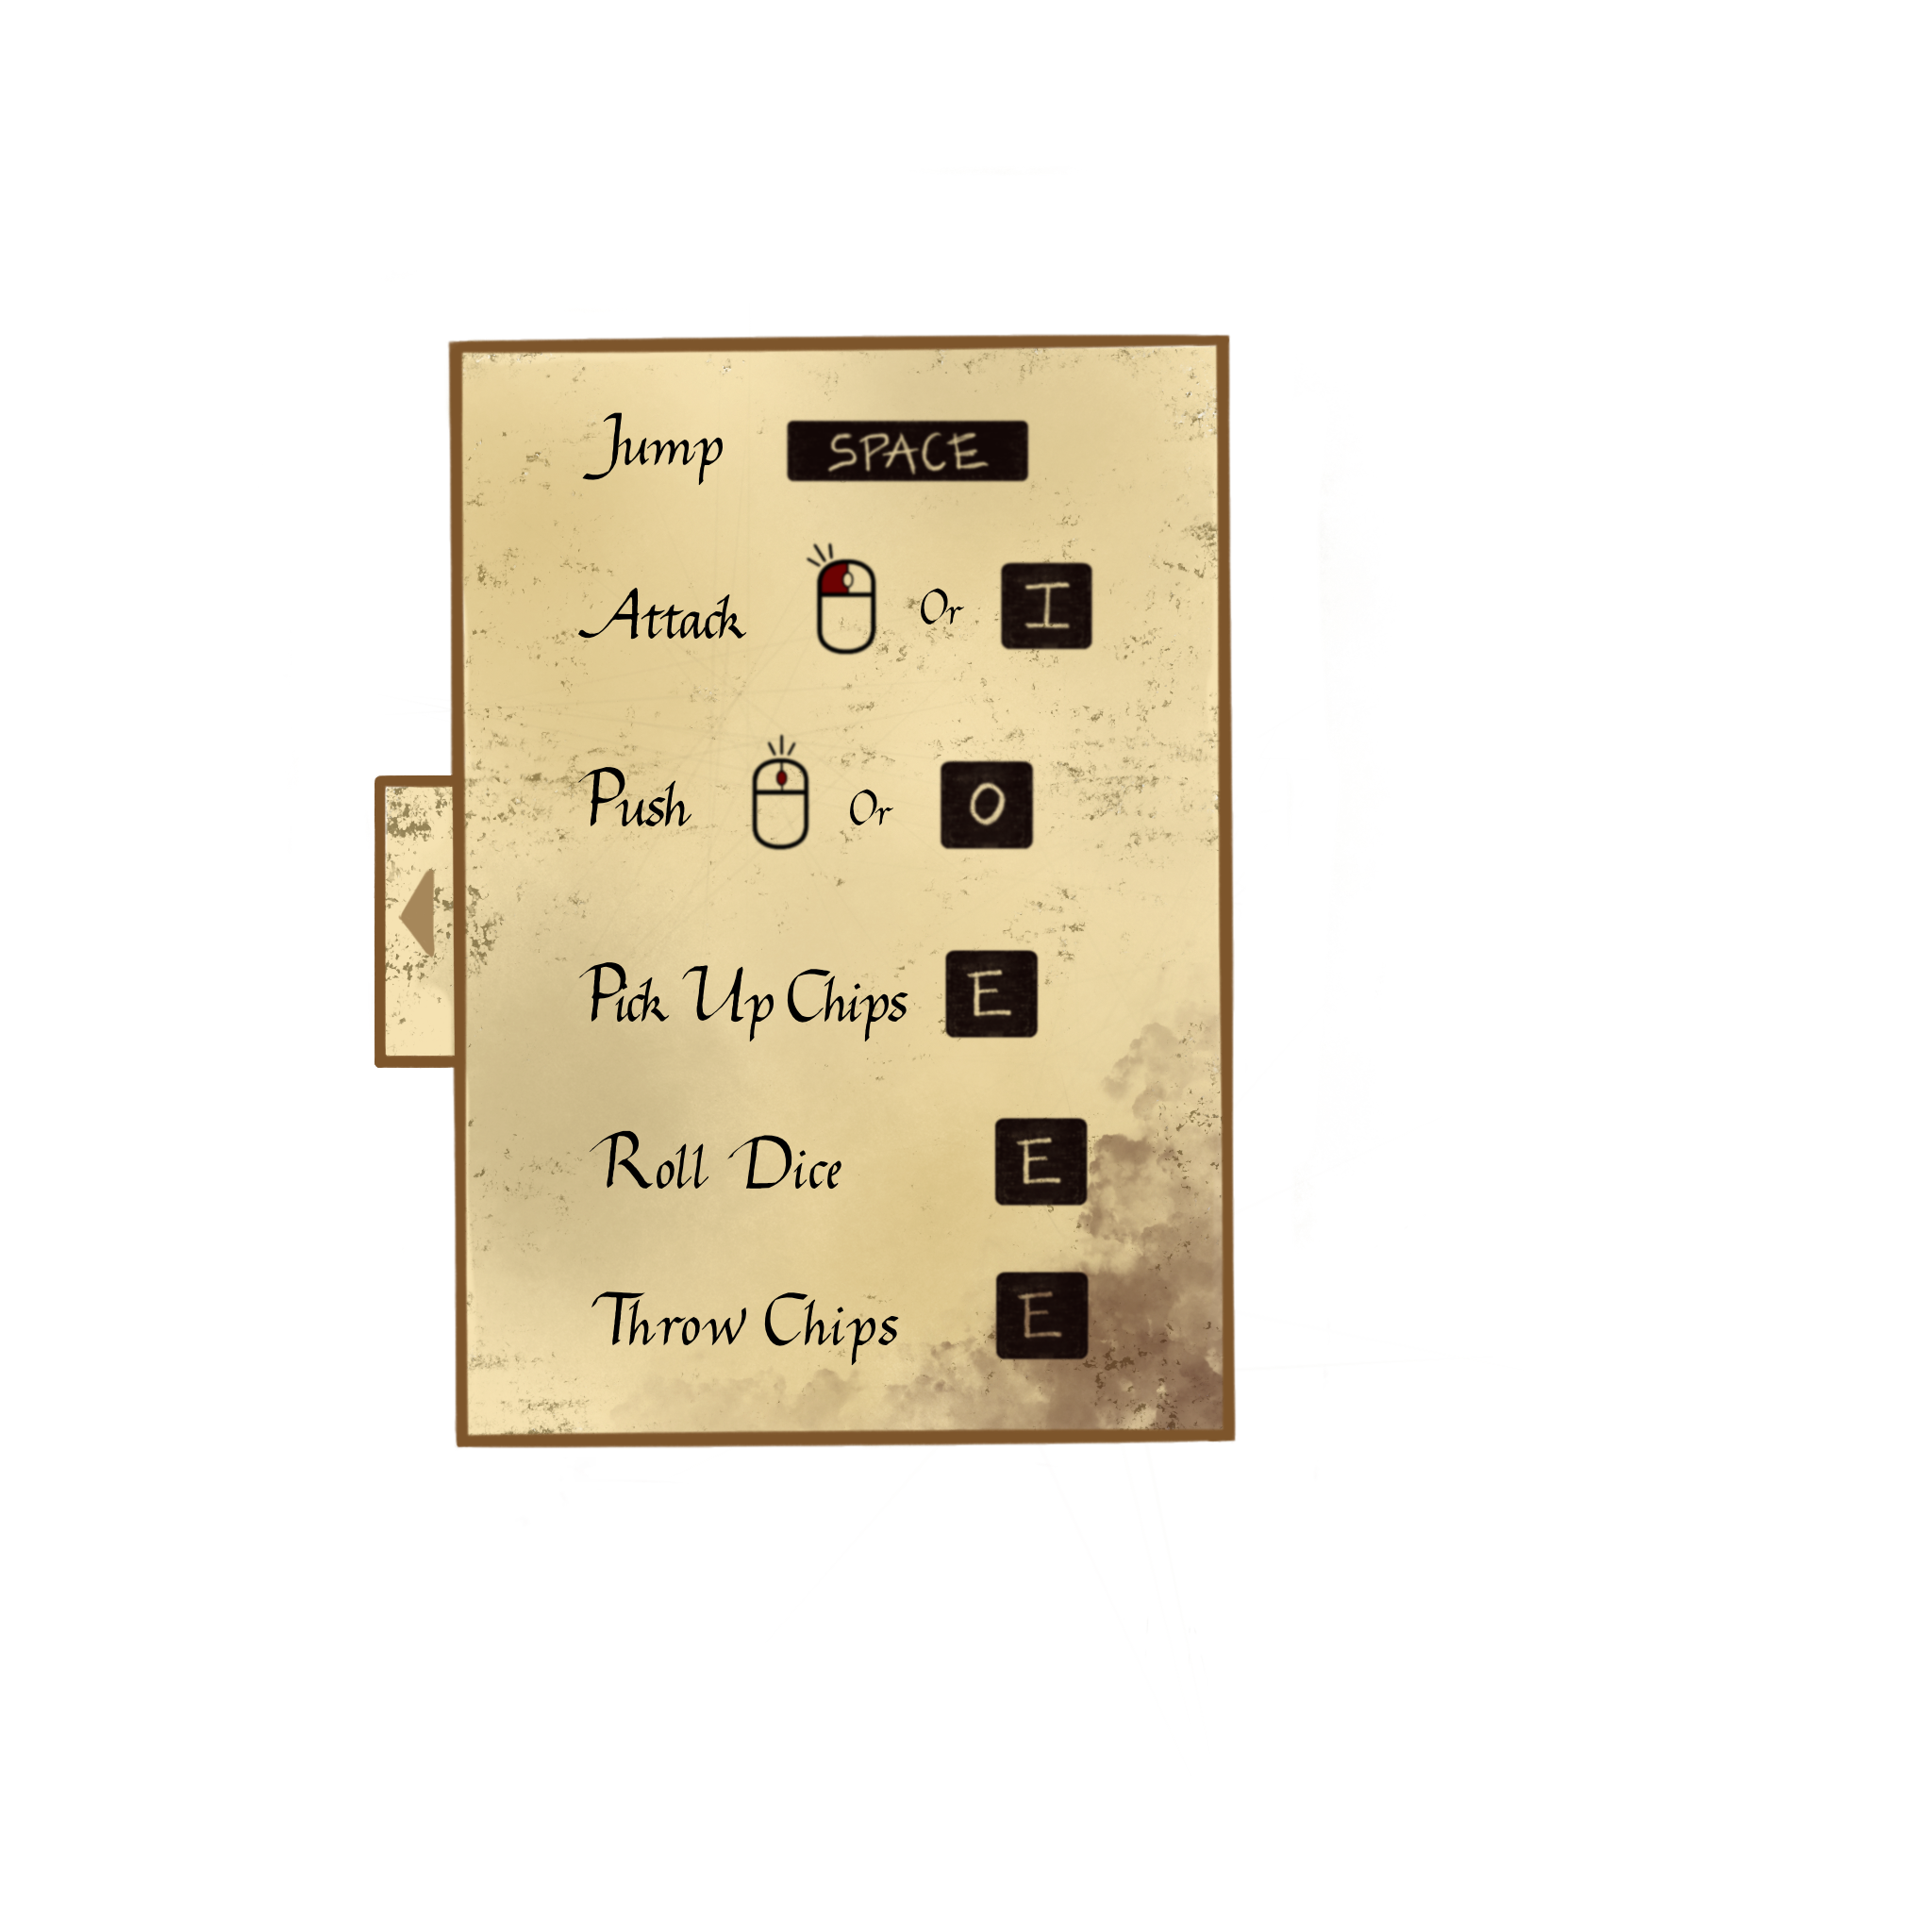 Jump SPACE
Attack Or I
Push Or O
Pick Up Chips E
Roll Dice E
Throw Chips E